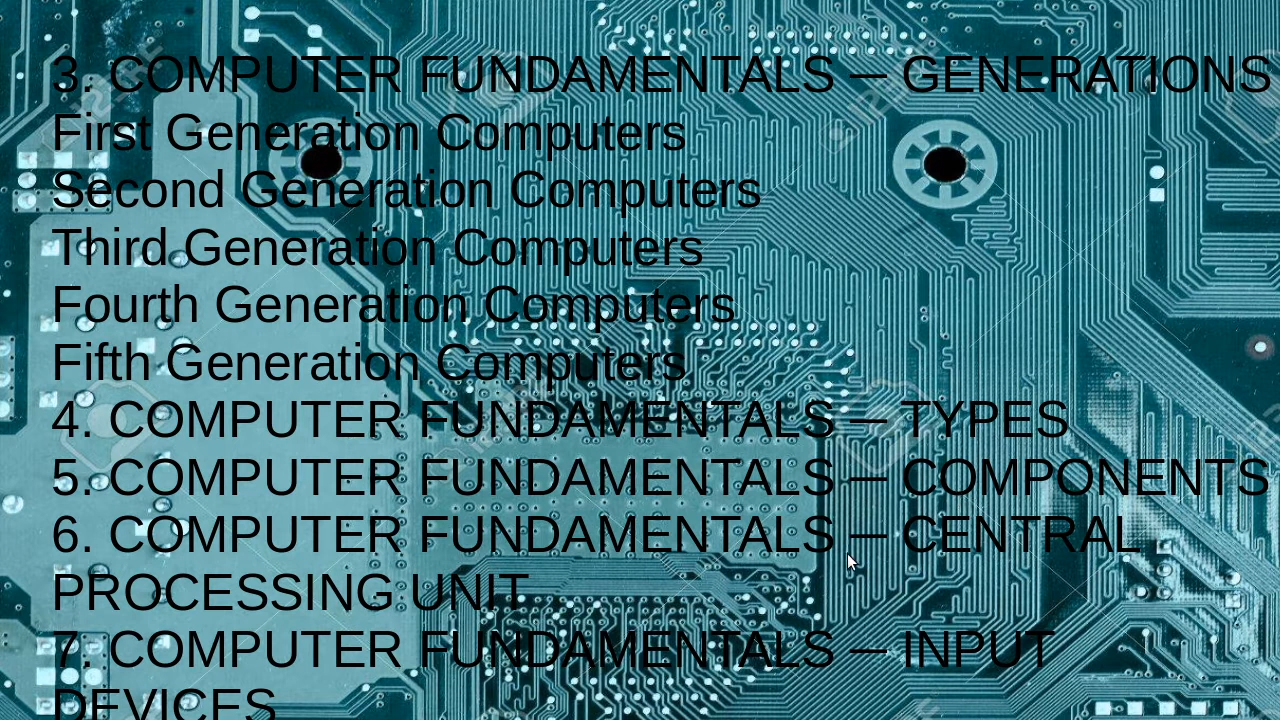 3. COMPUTER FUNDAMENTALS — GENERATIONS
First Generation Computers
Second Generation Computers
Third Generation Computers
Fourth Generation Computers
Fifth Generation Computers
4. COMPUTER FUNDAMENTALS — TYPES
5. COMPUTER FUNDAMENTALS — COMPONENTS
6. COMPUTER FUNDAMENTALS — CENTRAL
PROCESSING UNIT
7. COMPUTER FUNDAMENTALS — INPUT
DEVICES